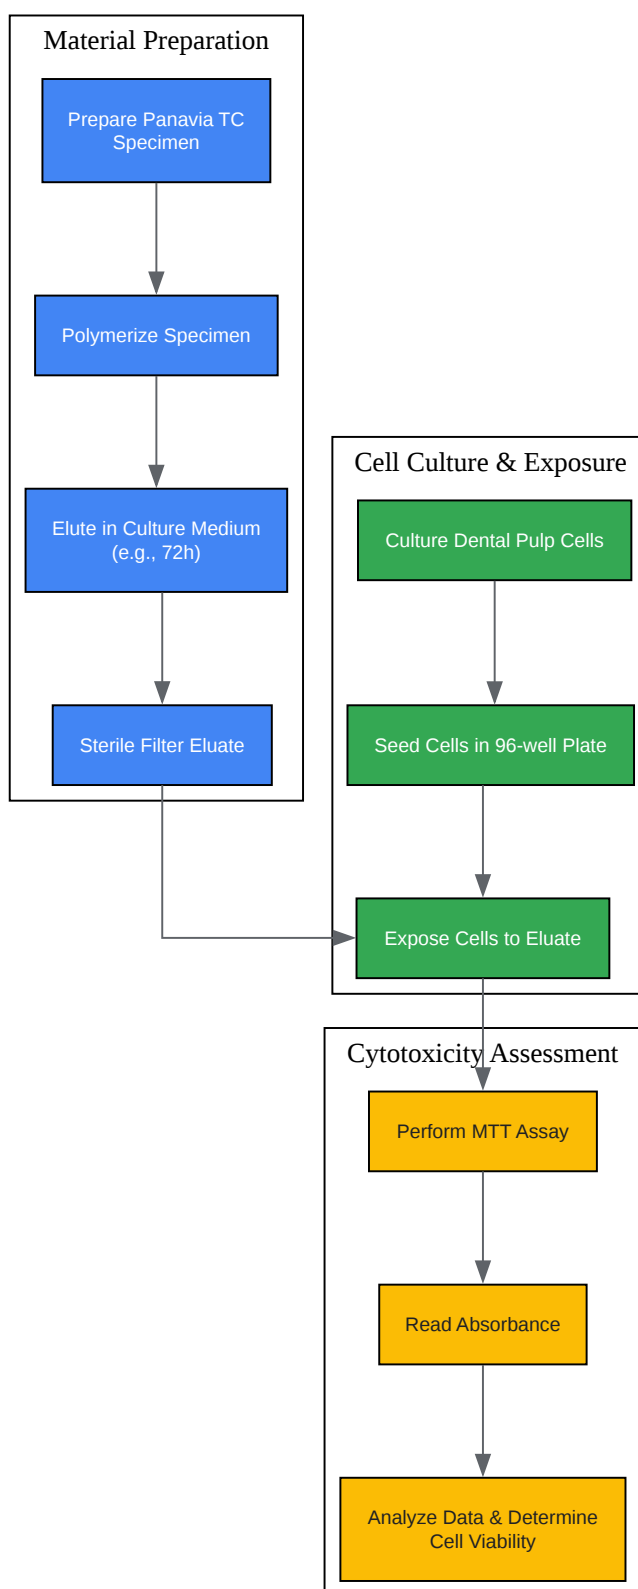 Material Preparation
Prepare Panavia TC
Specimen
Polymerize Specimen
Elute in Culture Medium
(e.g., 72h)
Sterile Filter Eluate
Cell Culture & Exposure
Culture Dental Pulp Cells
Seed Cells in 96-well Plate
Expose Cells to Eluate
Cytotoxicity Assessment
Perform MTT Assay
Read Absorbance
Analyze Data & Determine
Cell Viability